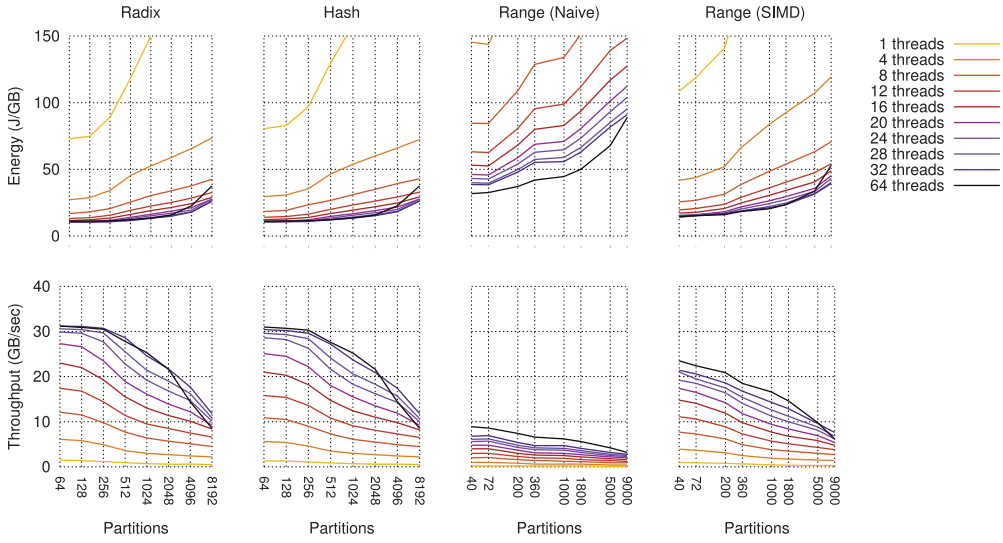 Radix
Hash
Range (Naive)
Range (SIMD)
Energy (J/GB)
150
100
50
0
1 threads
4 threads
8 threads
12 threads
16 threads
20 threads
24 threads
28 threads
32 threads
64 threads
Throughput (GB/sec)
40
30
20
10
0
64 128 256 512 1024 2048 4096 8192
64 128 256 512 1024 2048 4096 8192
40 72 200 360 1000 1800 5000 9000
40 72 200 360 1000 1800 5000 9000
Partitions
Partitions
Partitions
Partitions